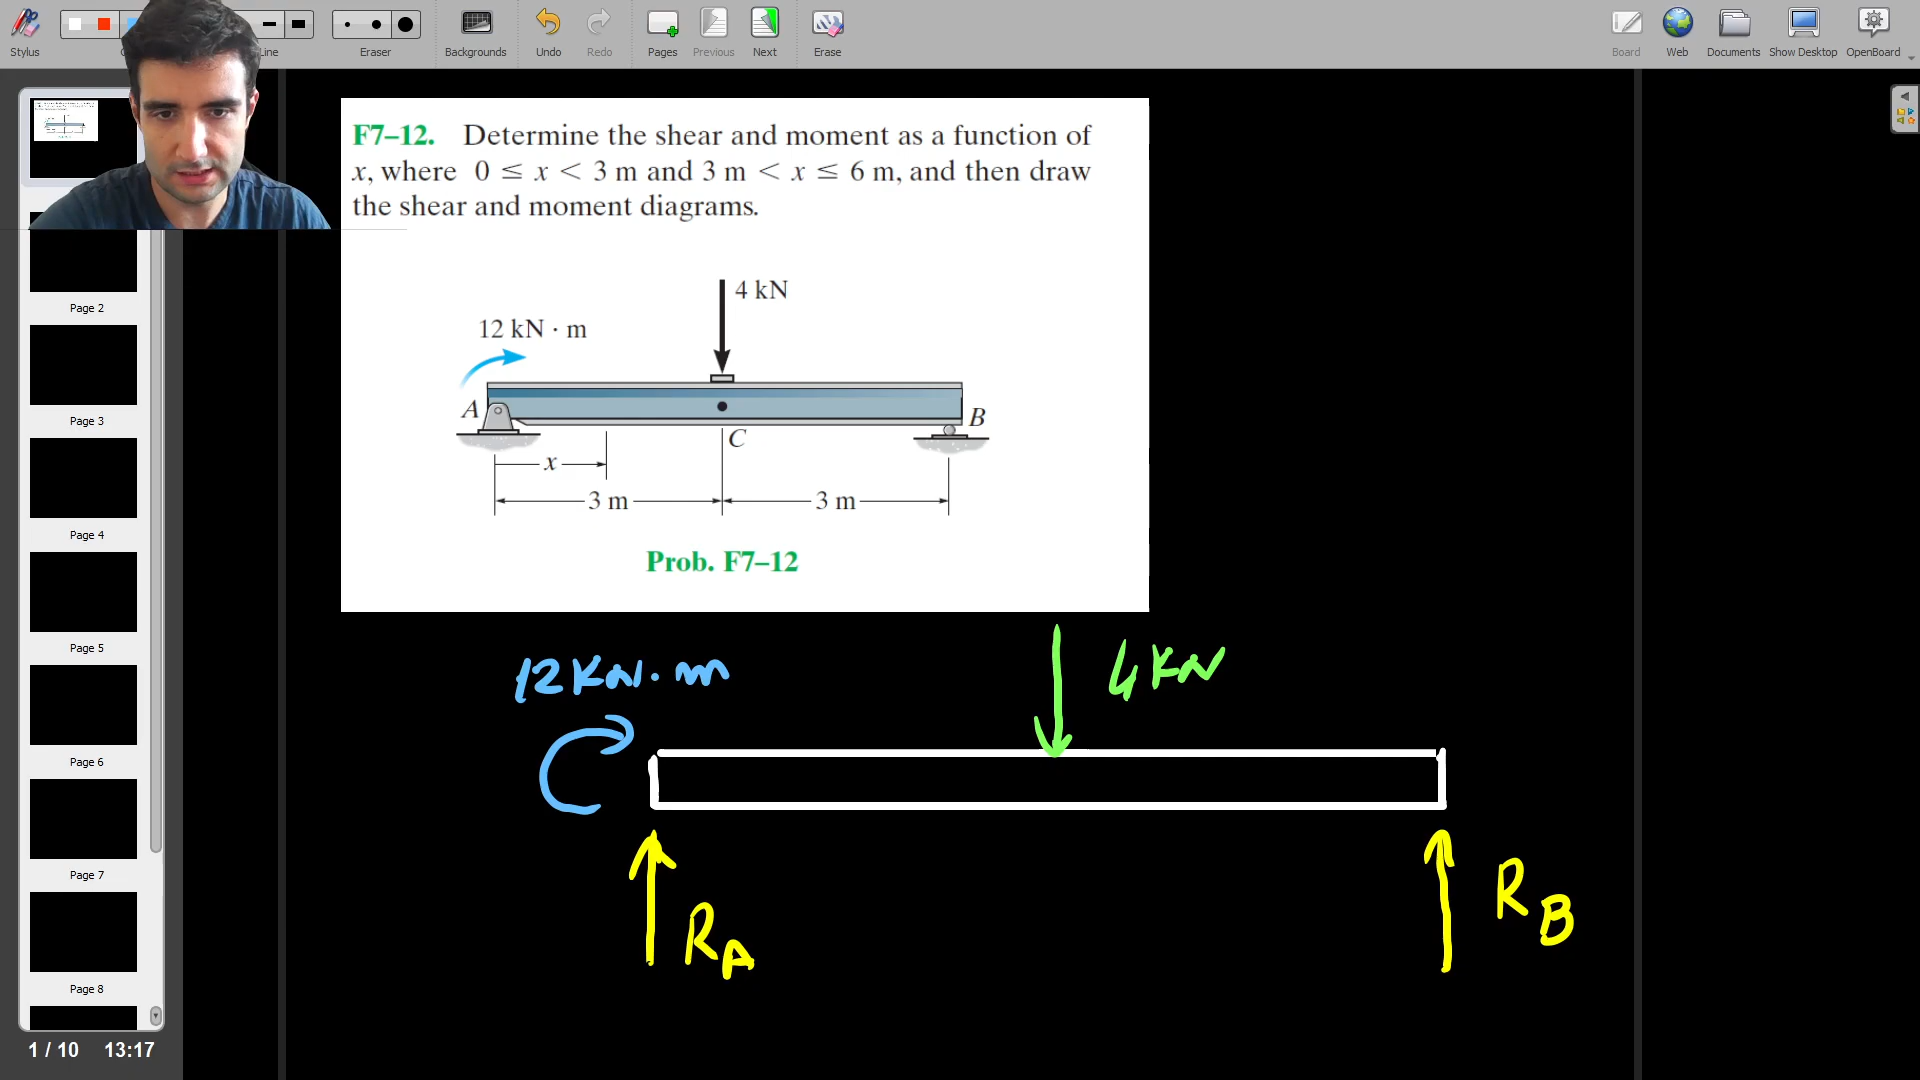 Stylus
Line
Eraser
Backgrounds
Undo
Redo
Pages
Previous
Next
Erase
Board
Web
Documents
Show Desktop
OpenBoard
F7–12. Determine the shear and moment as a function of
x, where 0 ≤ x < 3 m and 3 m < x ≤ 6 m, and then draw
the shear and moment diagrams.
4 kN
12 kN · m
A
B
C
x
3 m
3 m
Prob. F7–12
12 KN · m
4 KN
R_A
R_B
Page 2
Page 3
Page 4
Page 5
Page 6
Page 7
Page 8
1 / 10 13:17